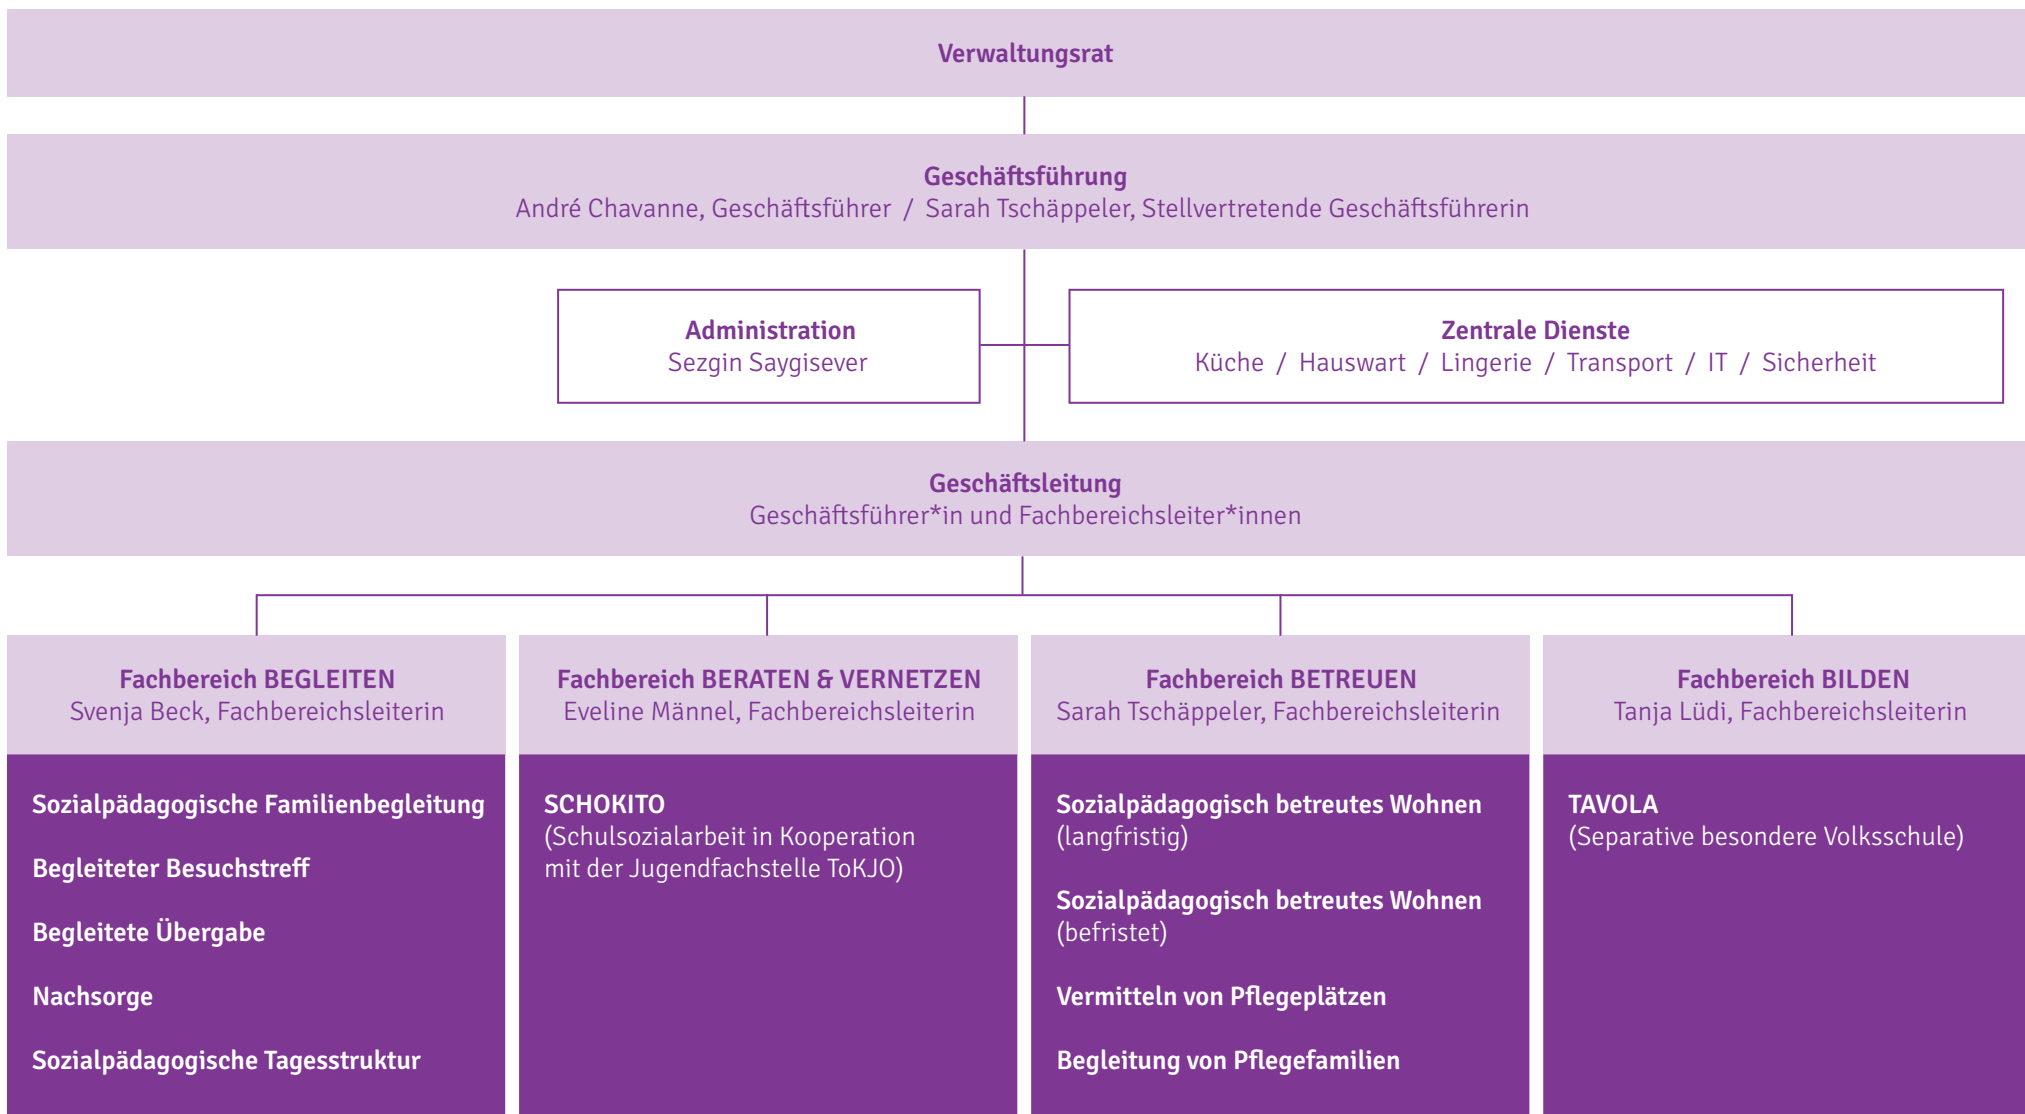 Verwaltungsrat
Geschäftsführung
André Chavanne, Geschäftsführer / Sarah Tschäppeler, Stellvertretende Geschäftsführerin
Administration
Sezgin Saygisever
Zentrale Dienste
Küche / Hauswart / Lingerie / Transport / IT / Sicherheit
Geschäftsleitung
Geschäftsführer*in und Fachbereichsleiter*innen
Fachbereich BEGLEITEN
Svenja Beck, Fachbereichsleiterin
Sozialpädagogische Familienbegleitung
Begleiteter Besuchstreff
Begleitete Übergabe
Nachsorge
Sozialpädagogische Tagesstruktur
Fachbereich BERATEN & VERNETZEN
Eveline Männel, Fachbereichsleiterin
SCHOKITO
(Schulsozialarbeit in Kooperation
mit der Jugendfachstelle ToKJO)
Fachbereich BETREUEN
Sarah Tschäppeler, Fachbereichsleiterin
Sozialpädagogisch betreutes Wohnen
(langfristig)
Sozialpädagogisch betreutes Wohnen
(befristet)
Vermitteln von Pflegeplätzen
Begleitung von Pflegefamilien
Fachbereich BILDEN
Tanja Lüdi, Fachbereichsleiterin
TAVOLA
(Separative besondere Volksschule)